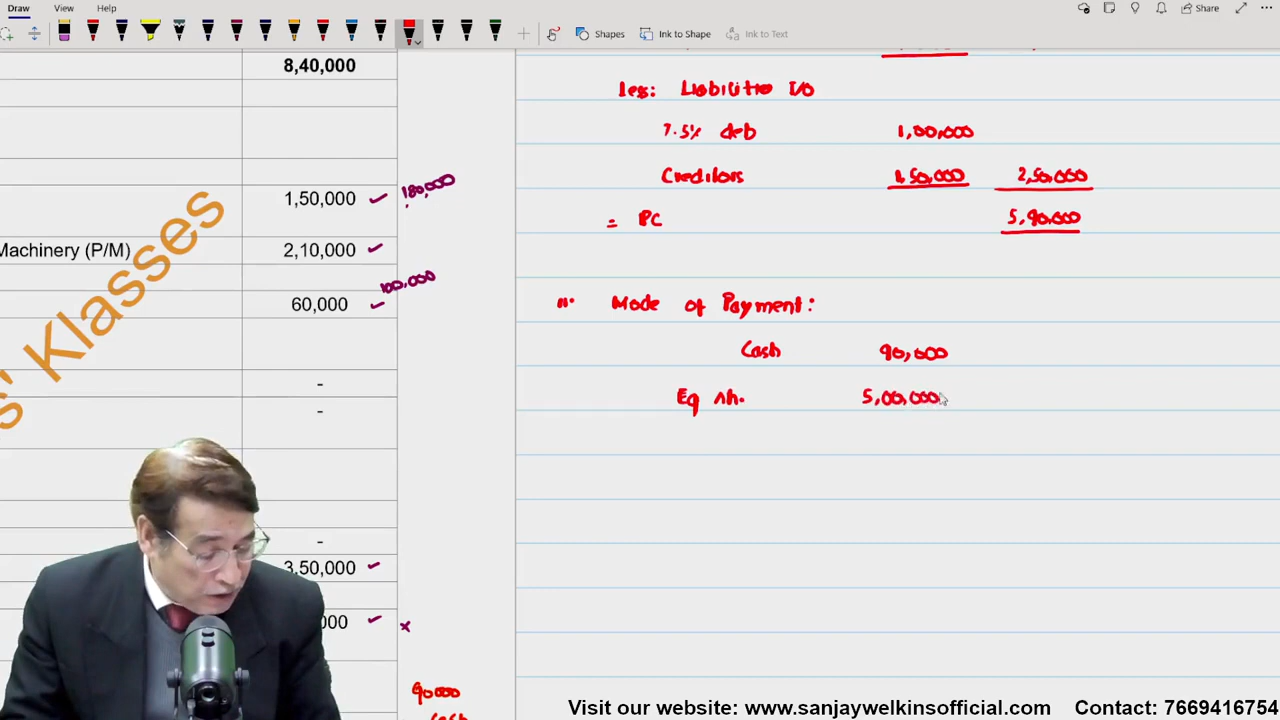 Draw View Help
Share
Shapes Ink to Shape Ink to Text
8,40,000
1,50,000 180,000
Machinery (P/M) 2,10,000
60,000 100,000
-
-
-
3,50,000
000 x
90000
cash
s' Klasses
less: Liabilities T/O
7.5% deb 1,00,000
Creditors 1,50,000 2,50,000
= PC 5,90,000
Mode of Payment:
Cash 90,000
Eq sh. 5,00,000
Visit our website: www.sanjaywelkinsofficial.com Contact: 7669416754